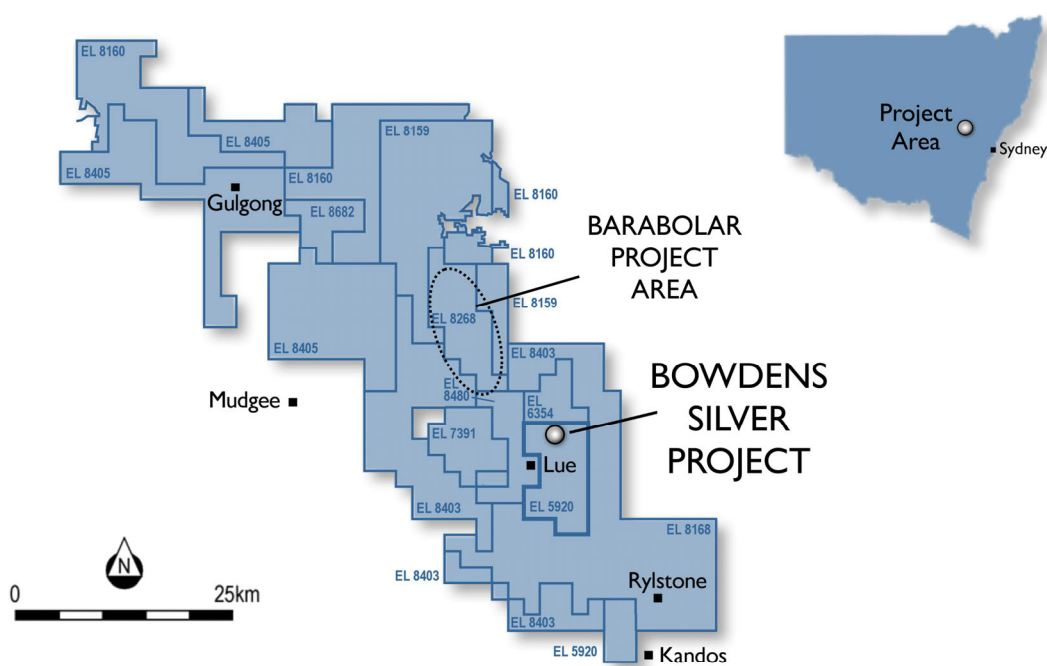 EL 8160
EL 8405
EL 8159
EL 8405
EL 8160
Gulgong
EL 8682
EL 8160
EL 8160
BARABOLAR
PROJECT
AREA
EL 8159
EL 8268
EL 8405
EL 8403
EL
8480
EL
6354
Mudgee
EL 7391
BOWDENS
SILVER
PROJECT
Lue
EL 5920
EL 8403
EL 8168
EL 8403
Rylstone
EL 8403
EL 5920
Kandos
N
0 25km
Project
Area
Sydney